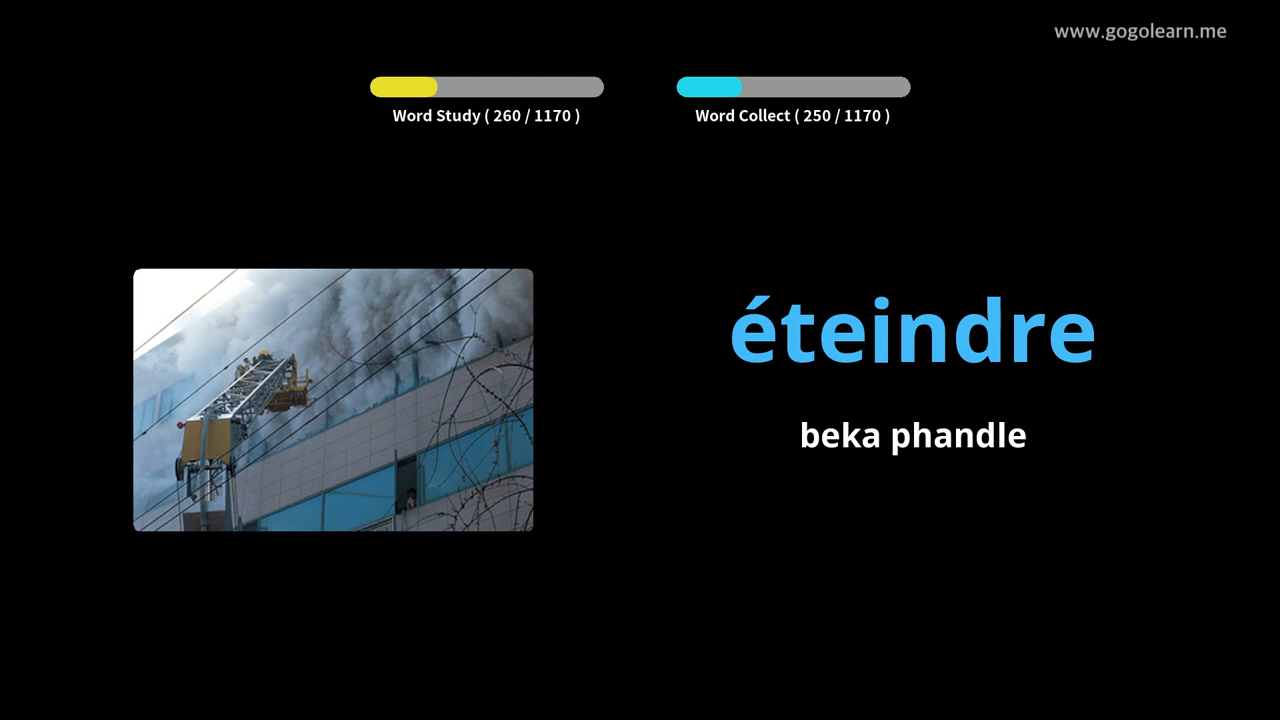 www.gogolearn.me
Word Study ( 260 / 1170 )
Word Collect ( 250 / 1170 )
éteindre
beka phandle